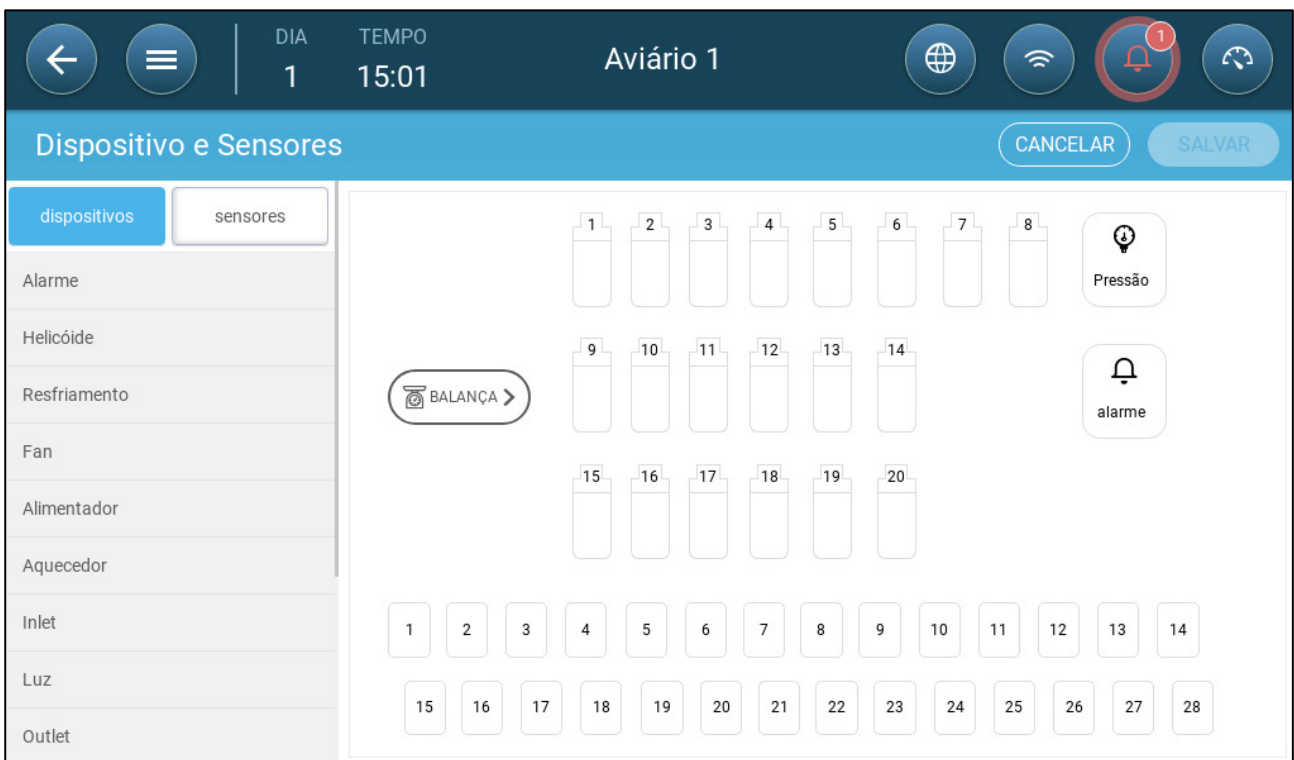 DIA TEMPO
1 15:01 Aviário 1 1
Dispositivo e Sensores CANCELAR SALVAR
dispositivos sensores
Alarme
Helicóide
Resfriamento
Fan
Alimentador
Aquecedor
Inlet
Luz
Outlet
1 2 3 4 5 6 7 8
Pressão
9 10 11 12 13 14
BALANÇA
alarme
15 16 17 18 19 20
1 2 3 4 5 6 7 8 9 10 11 12 13 14
15 16 17 18 19 20 21 22 23 24 25 26 27 28